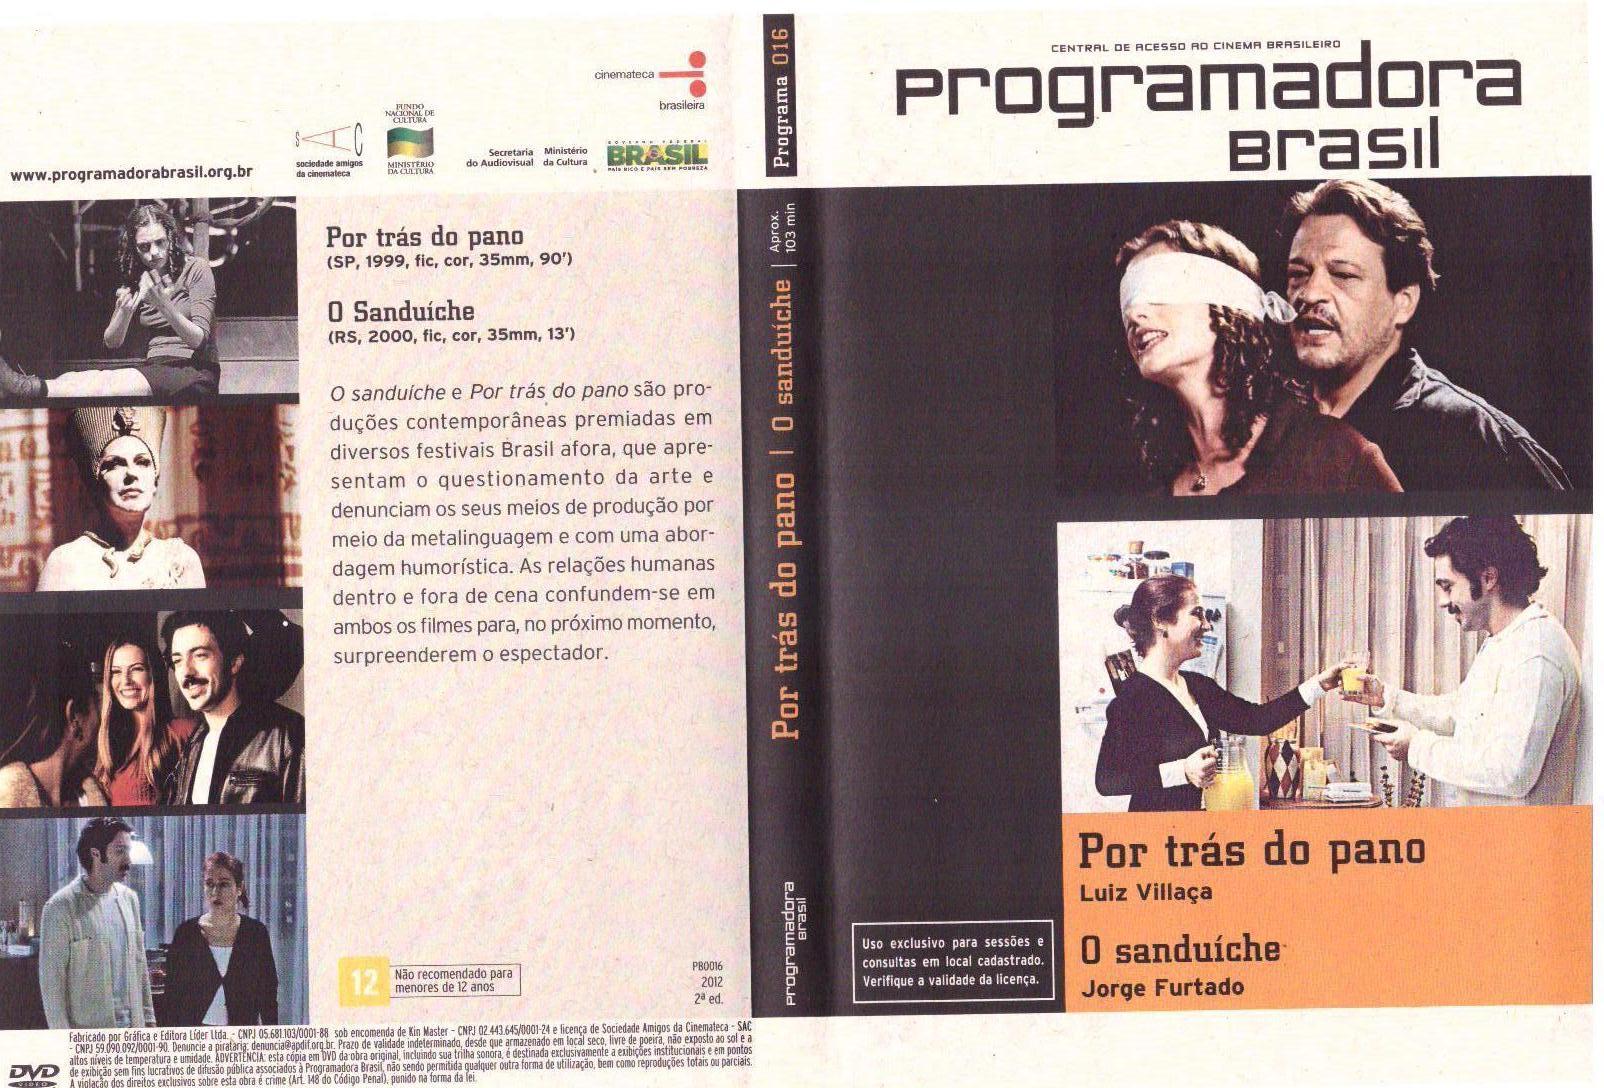 cinemateca
brasileira
sociedade amigos
da cinemateca
FUNDO
NACIONAL DE
CULTURA
MINISTÉRIO
DA CULTURA
Secretaria
do Audiovisual
Ministério
da Cultura
GOVERNO FEDERAL
BRASIL
PAÍS RICO É PAÍS SEM POBREZA
www.programadorabrasil.org.br
Por trás do pano
(SP, 1999, fic, cor, 35mm, 90')
O Sanduíche
(RS, 2000, fic, cor, 35mm, 13')
O sanduíche e Por trás do pano são pro-
duções contemporâneas premiadas em
diversos festivais Brasil afora, que apre-
sentam o questionamento da arte e
denunciam os seus meios de produção por
meio da metalinguagem e com uma abor-
dagem humorística. As relações humanas
dentro e fora de cena confundem-se em
ambos os filmes para, no próximo momento,
surpreenderem o espectador.
12
Não recomendado para
menores de 12 anos
PB0016
2012
2ª ed.
DVD
VIDEO
Fabricado por Gráfica e Editora Líder Ltda. - CNPJ 05.681.103/0001-88, sob encomenda de Kin Master - CNPJ 02.443.645/0001-24 e licença de Sociedade Amigos da Cinemateca - SAC
- CNPJ 59.090.092/0001-90. Denuncie a pirataria: denuncia@apdif.org.br. Prazo de validade indeterminado, desde que armazenado em local seco, livre de poeira, não exposto ao sol e a
altos níveis de temperatura e umidade. ADVERTÊNCIA: esta cópia em DVD da obra original, incluindo sua trilha sonora, é destinada exclusivamente a exibições institucionais e em pontos
de exibição sem fins lucrativos de difusão pública associados à Programadora Brasil, não sendo permitida qualquer outra forma de utilização, bem como reproduções totais ou parciais.
A violação dos direitos exclusivos sobre esta obra é crime (Art. 148 do Código Penal), punido na forma da lei.
Programa 016
Por trás do pano | O sanduíche | Aprox.
103 min
programadora
Brasil
CENTRAL DE ACESSO AO CINEMA BRASILEIRO
programadora
Brasil
Por trás do pano
Luiz Villaça
O sanduíche
Jorge Furtado
Uso exclusivo para sessões e
consultas em local cadastrado.
Verifique a validade da licença.